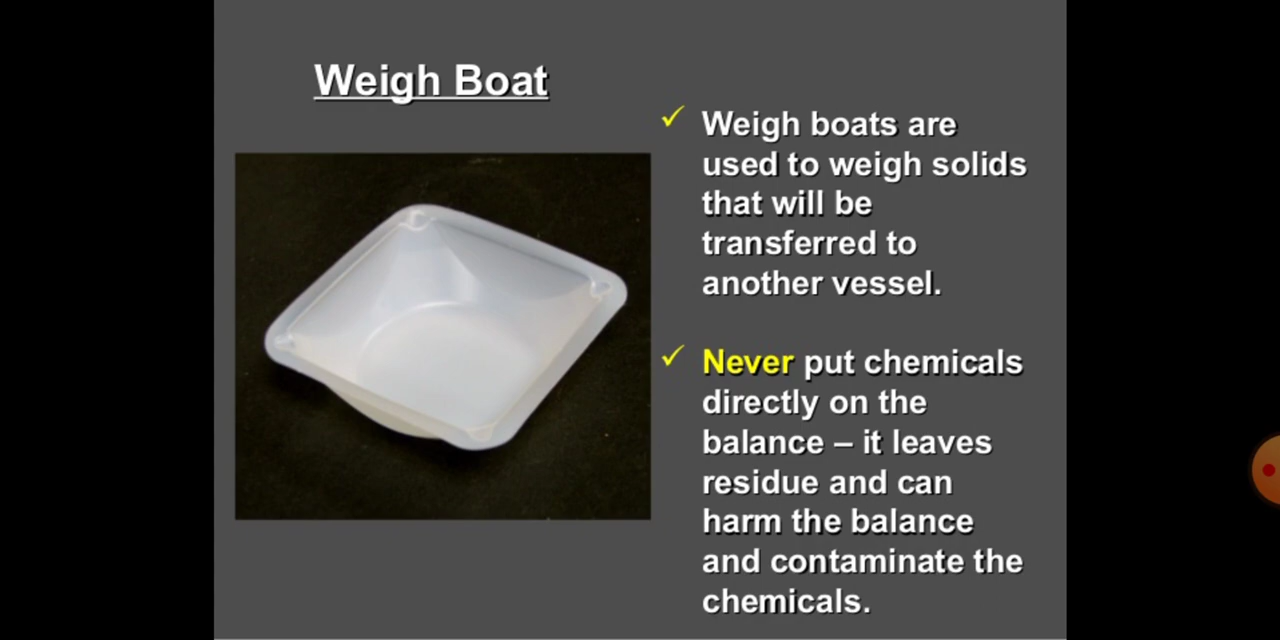 Weigh Boat
Weigh boats are
used to weigh solids
that will be
transferred to
another vessel.
Never put chemicals
directly on the
balance – it leaves
residue and can
harm the balance
and contaminate the
chemicals.